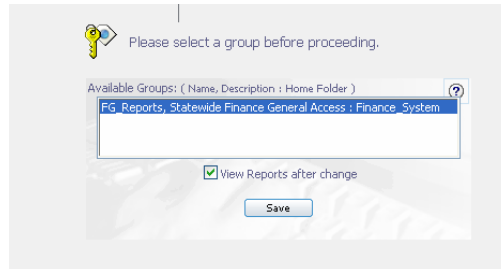 Please select a group before proceeding.
Available Groups: ( Name, Description : Home Folder )
FG_Reports, Statewide Finance General Access : Finance_System
View Reports after change
Save